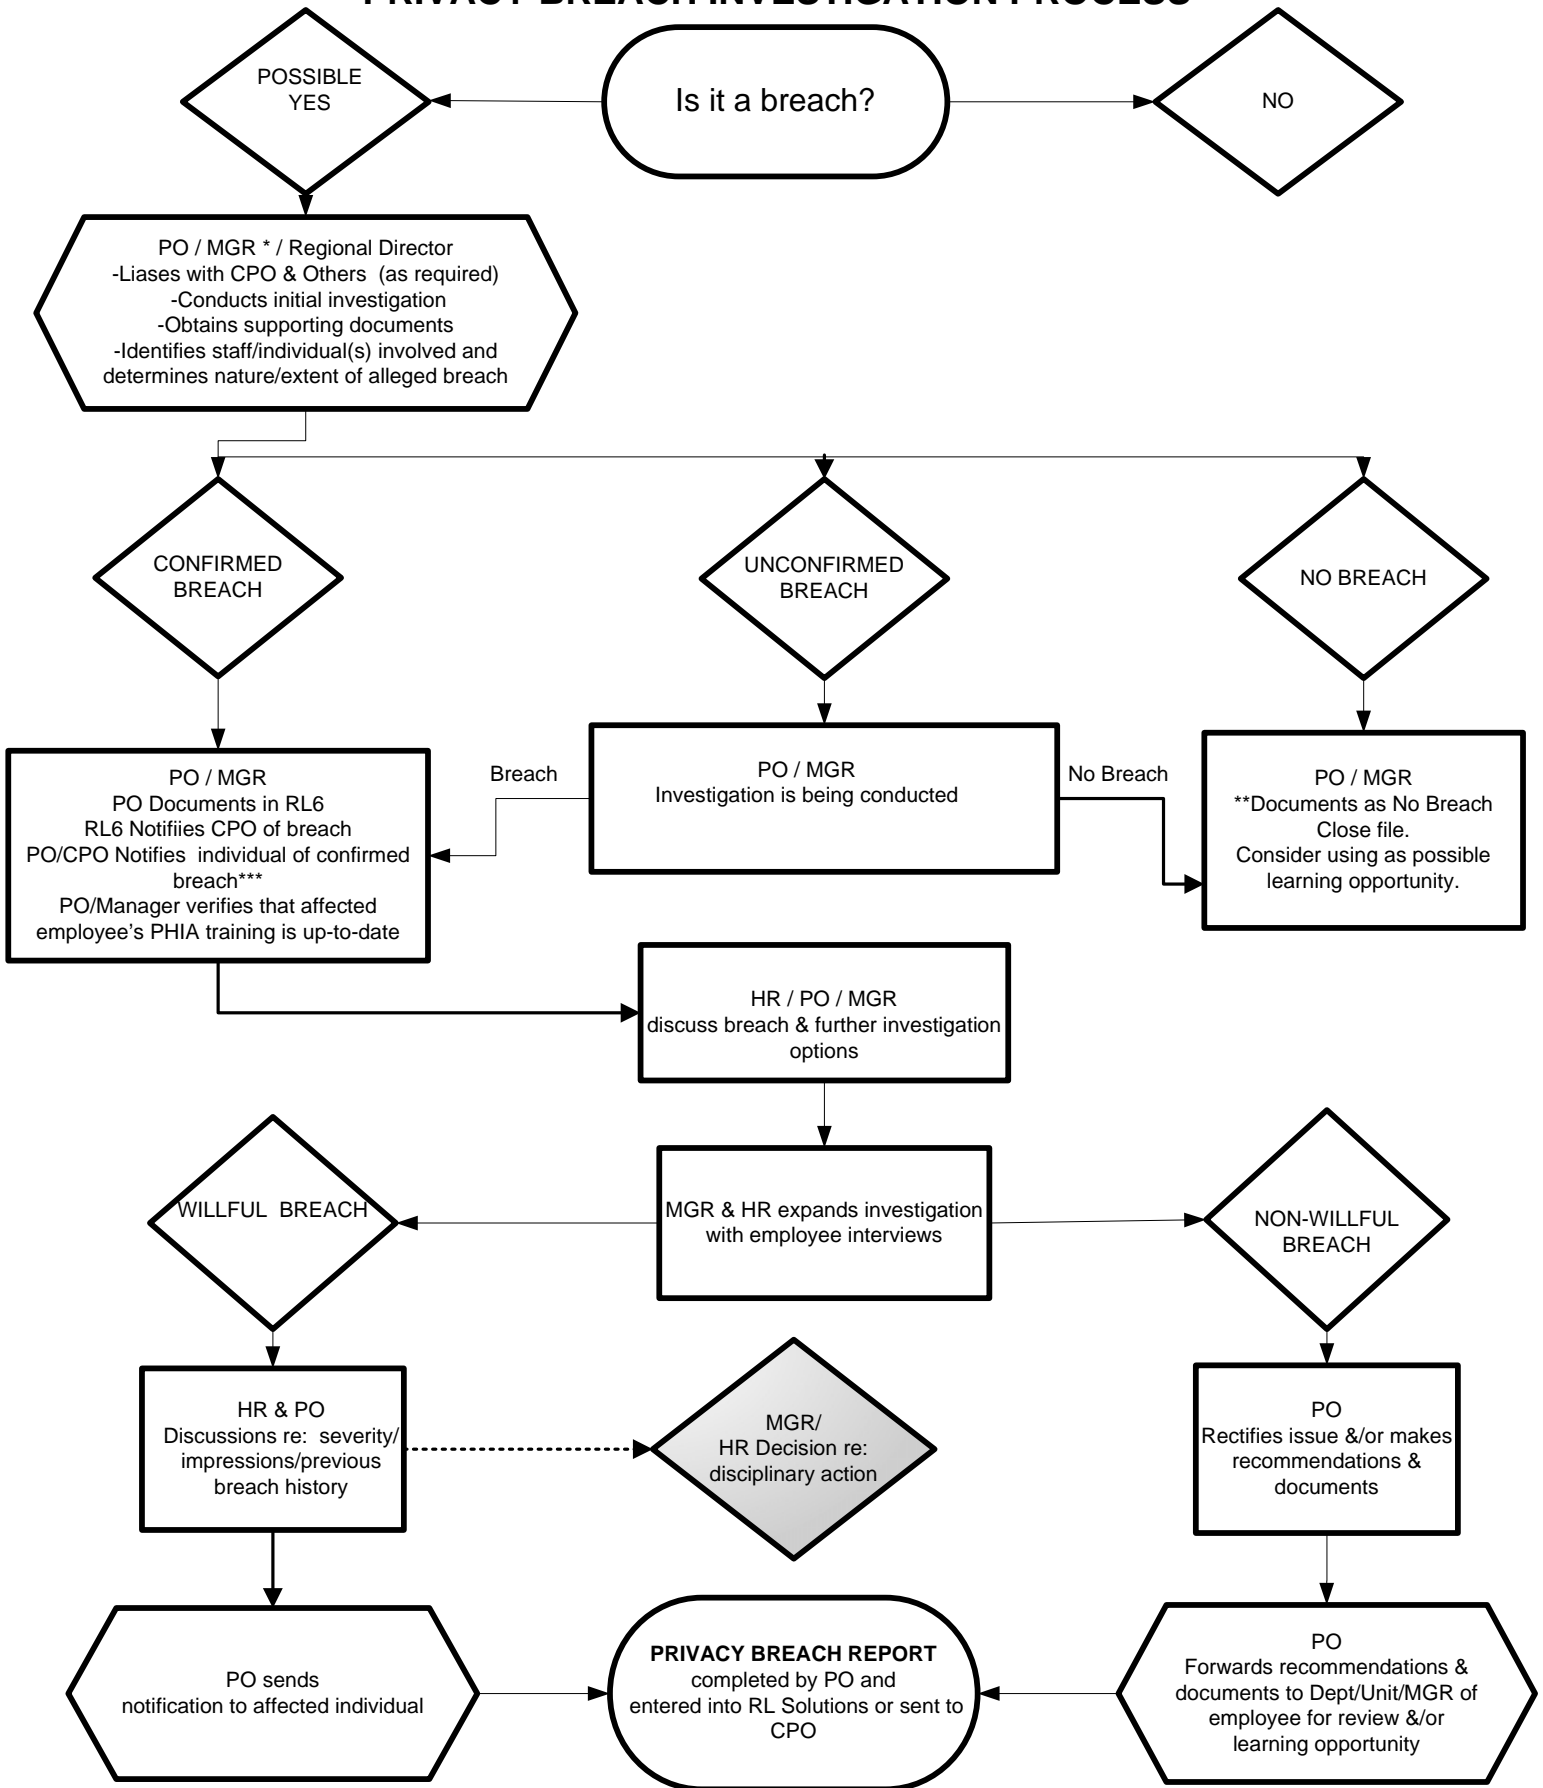 PRIVACY BREACH INVESTIGATION PROCESS
POSSIBLE
YES
Is it a breach?
NO
PO / MGR * / Regional Director
-Liases with CPO & Others  (as required)
-Conducts initial investigation
-Obtains supporting documents
-Identifies staff/individual(s) involved and
determines nature/extent of alleged breach
CONFIRMED
BREACH
UNCONFIRMED
BREACH
NO BREACH
PO / MGR
PO Documents in RL6
RL6 Notifiies CPO of breach
PO/CPO Notifies  individual of confirmed
breach***
PO/Manager verifies that affected
employee's PHIA training is up-to-date
Breach
PO / MGR
Investigation is being conducted
No Breach
PO / MGR
**Documents as No Breach
Close file.
Consider using as possible
learning opportunity.
HR / PO / MGR
discuss breach & further investigation
options
WILLFUL  BREACH
MGR & HR expands investigation
with employee interviews
NON-WILLFUL
BREACH
HR & PO
Discussions re:  severity/
impressions/previous
breach history
MGR/
HR Decision re:
disciplinary action
PO
Rectifies issue &/or makes
recommendations &
documents
PO sends
notification to affected individual
PRIVACY BREACH REPORT
completed by PO and
entered into RL Solutions or sent to
CPO
PO
Forwards recommendations &
documents to Dept/Unit/MGR of
employee for review &/or
learning opportunity